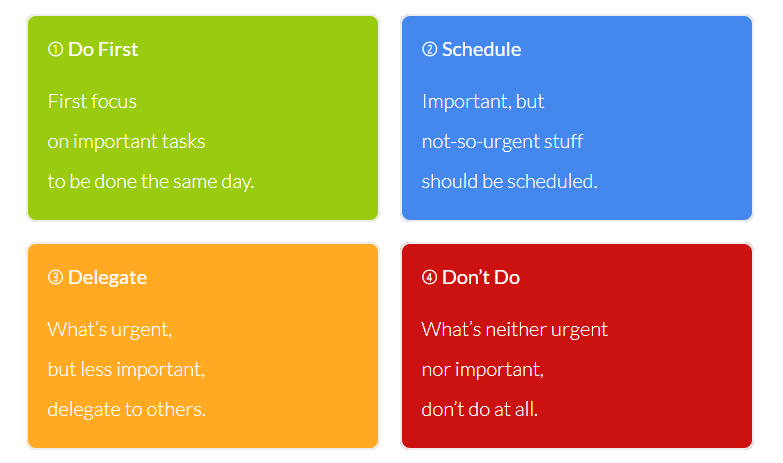 ① Do First
First focus
on important tasks
to be done the same day.
② Schedule
Important, but
not-so-urgent stuff
should be scheduled.
③ Delegate
What’s urgent,
but less important,
delegate to others.
④ Don’t Do
What’s neither urgent
nor important,
don’t do at all.